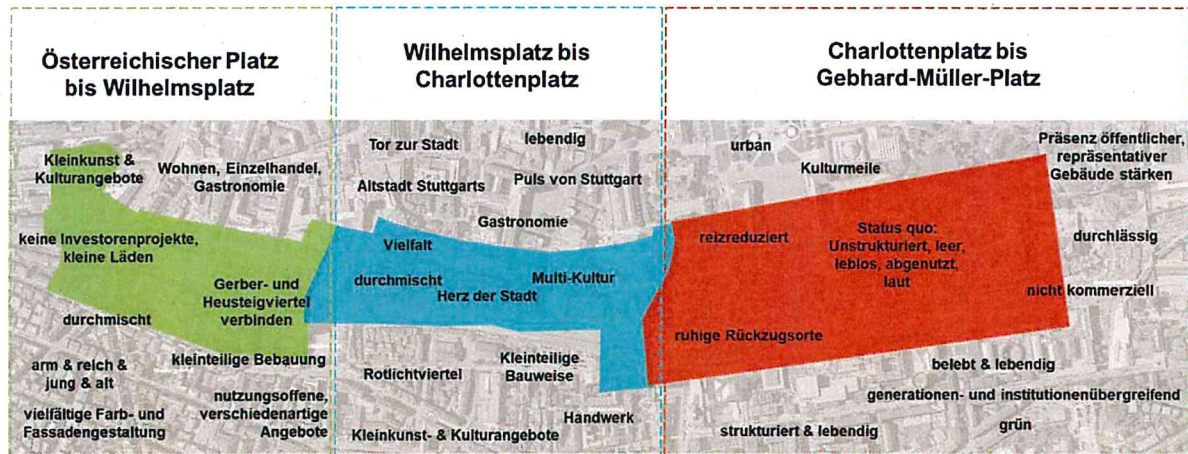 Österreichischer Platz
bis Wilhelmsplatz
Kleinkunst &
Kulturangebote
Wohnen, Einzelhandel,
Gastronomie
keine Investorenprojekte,
kleine Läden
Gerber- und
Heusteigviertel
verbinden
durchmischt
kleinteilige Bebauung
arm & reich &
jung & alt
nutzungsoffene,
verschiedenartige
Angebote
vielfältige Farb- und
Fassadengestaltung
Wilhelmsplatz bis
Charlottenplatz
Tor zur Stadt
lebendig
Altstadt Stuttgarts
Puls von Stuttgart
Gastronomie
Vielfalt
durchmischt
Multi-Kultur
Herz der Stadt
Rotlichtviertel
Kleinteilige
Bauweise
Handwerk
Kleinkunst- & Kulturangebote
Charlottenplatz bis
Gebhard-Müller-Platz
urban
Kulturmeile
Präsenz öffentlicher,
repräsentativer
Gebäude stärken
reizreduziert
Status quo:
Unstrukturiert, leer,
leblos, abgenutzt,
laut
durchlässig
nicht kommerziell
ruhige Rückzugsorte
belebt & lebendig
generationen- und institutionenübergreifend
strukturiert & lebendig
grün